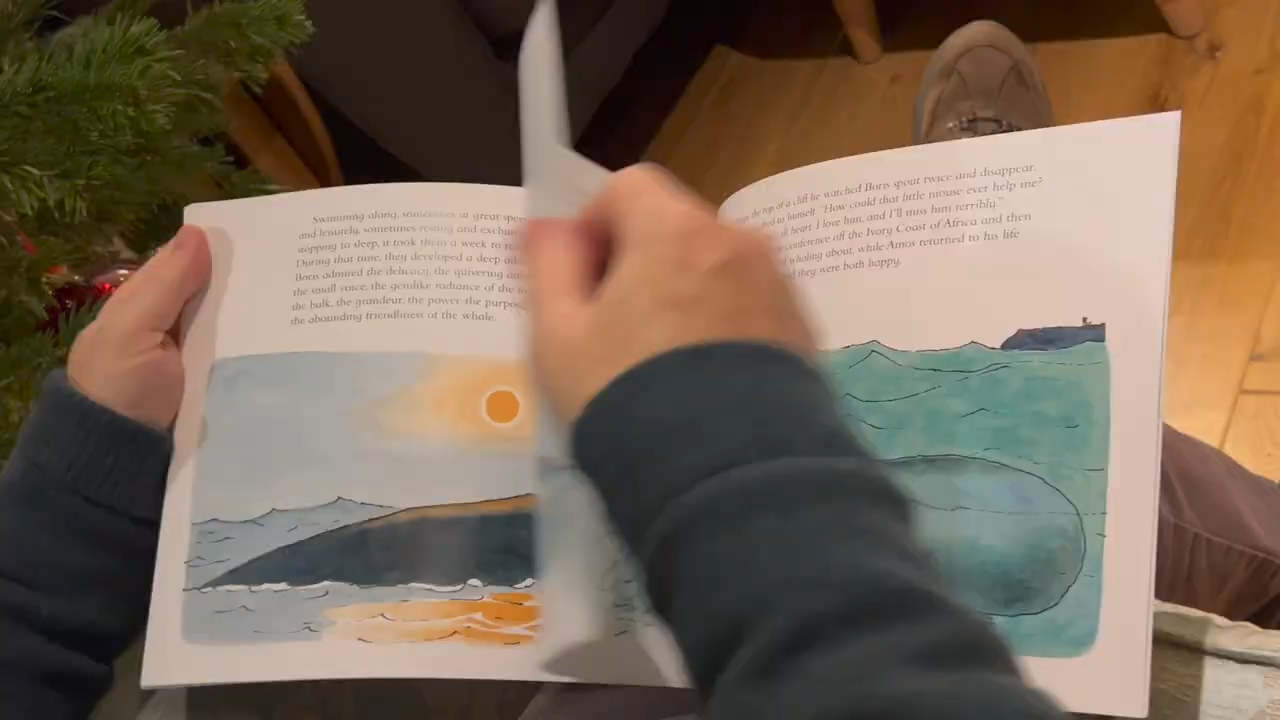 Swimming along, sometimes at great
and leisurely, sometimes resting and
stopping to sleep, it took them a week to
During that time, they developed a deep
Boris admired the delicacy, the quivering
the small voice, the gemlike radiance of the
the bulk, the grandeur, the power, the
the abounding friendliness of the whale.
the top of a cliff he watched Boris spout twice and disappear.
to himself. "How could that little mouse ever help me?
all heart. I love him, and I'll miss him terribly."
conference off the Ivory Coast of Africa and then
whaling about, while Amos returned to his life
they were both happy.